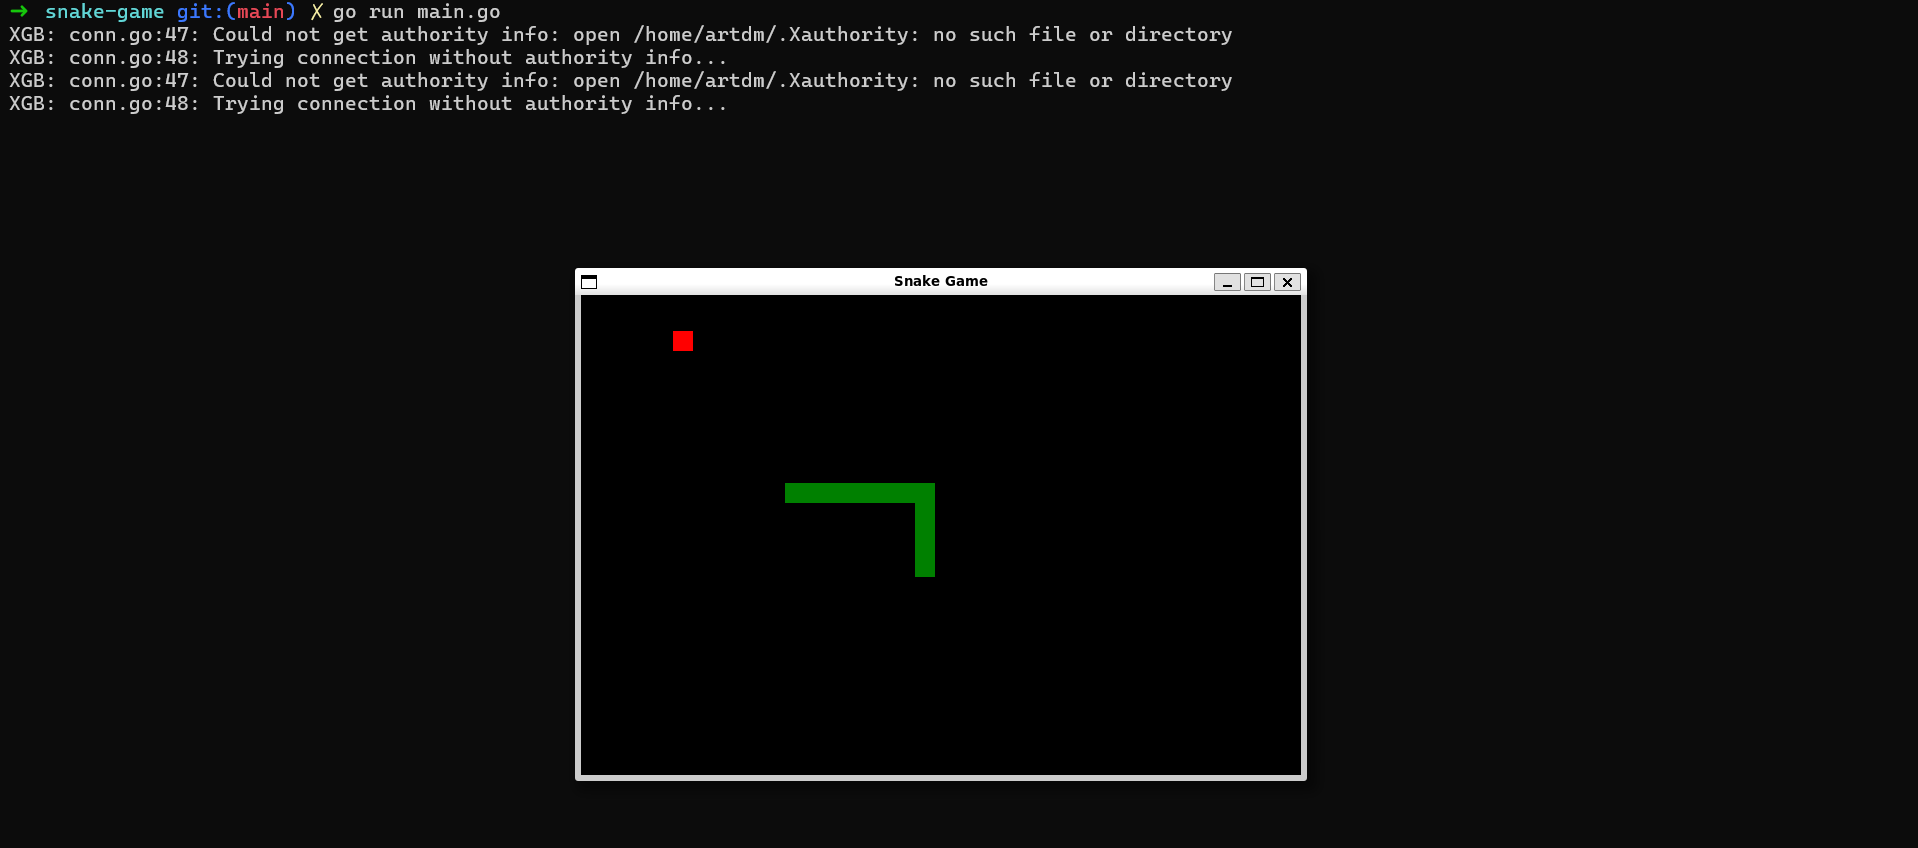 ➜ snake-game git:(main) ✗ go run main.go
XGB: conn.go:47: Could not get authority info: open /home/artdm/.Xauthority: no such file or directory
XGB: conn.go:48: Trying connection without authority info...
XGB: conn.go:47: Could not get authority info: open /home/artdm/.Xauthority: no such file or directory
XGB: conn.go:48: Trying connection without authority info...
Snake Game